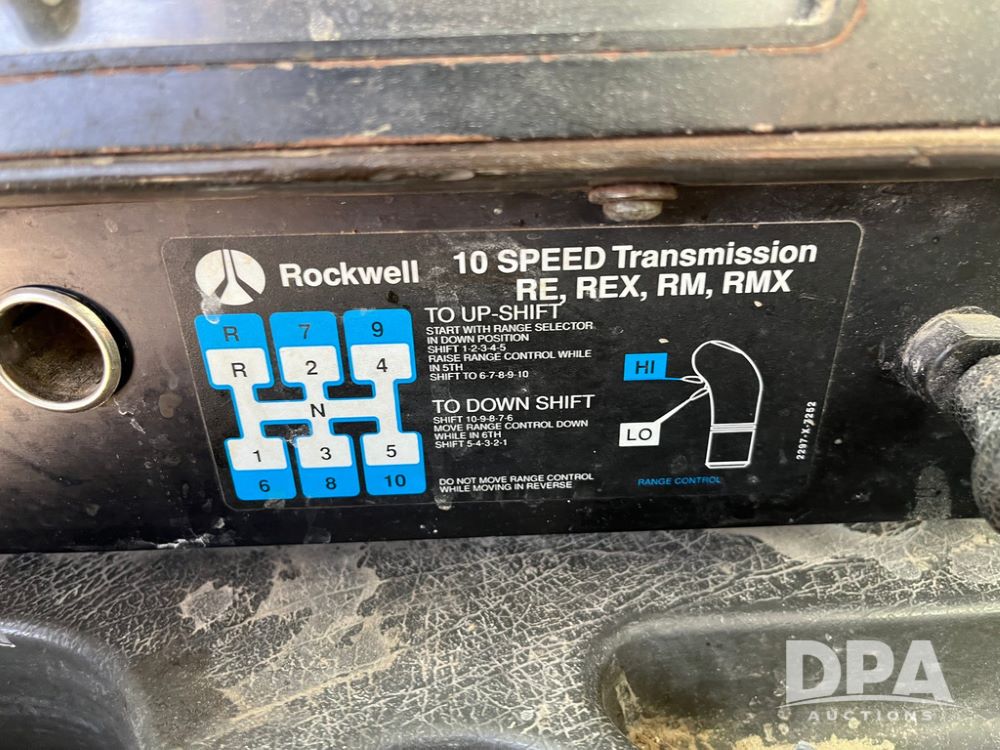 Rockwell
10 SPEED Transmission
RE, REX, RM, RMX
R 7 9
R 2 4
N
1 3 5
6 8 10
TO UP-SHIFT
START WITH RANGE SELECTOR
IN DOWN POSITION
SHIFT 1-2-3-4-5
RAISE RANGE CONTROL WHILE
IN 5TH
SHIFT TO 6-7-8-9-10
TO DOWN SHIFT
SHIFT 10-9-8-7-6
MOVE RANGE CONTROL DOWN
WHILE IN 6TH
SHIFT 5-4-3-2-1
DO NOT MOVE RANGE CONTROL
WHILE MOVING IN REVERSE
HI
LO
RANGE CONTROL
2297-X-7252
DPA
AUCTIONS